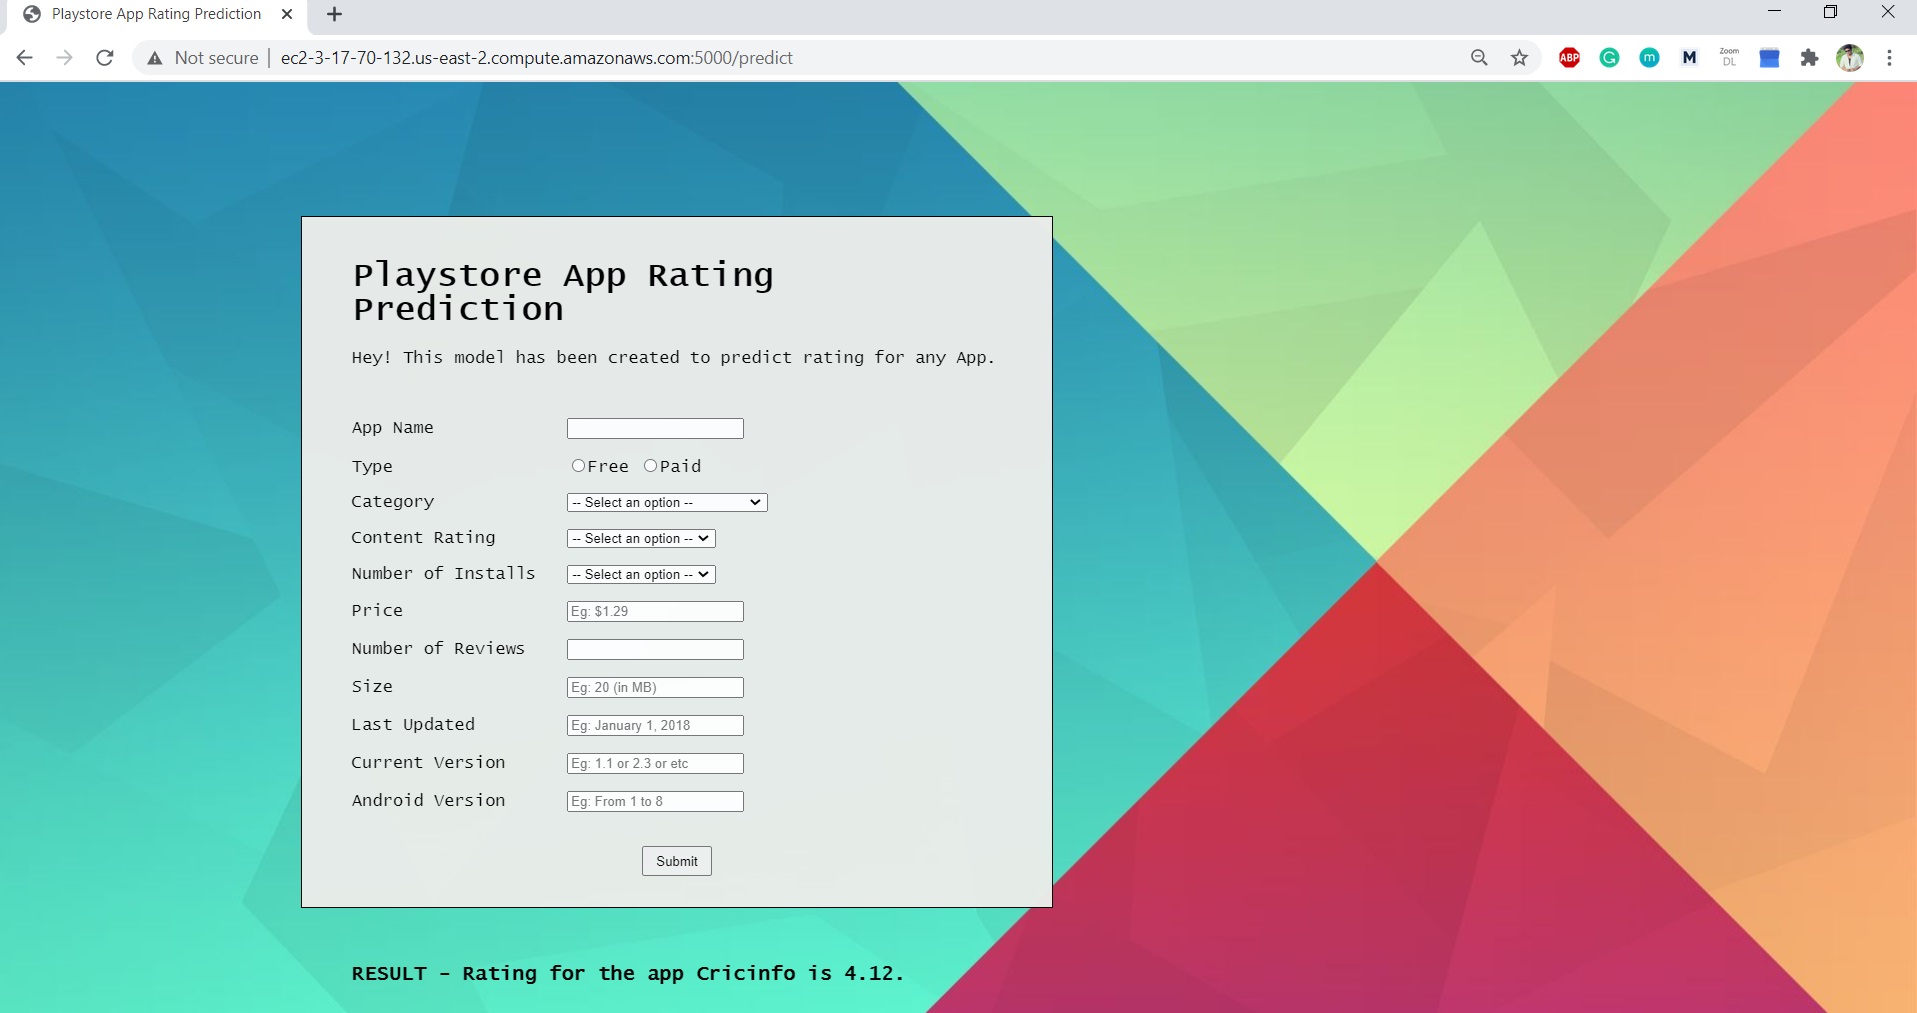 Playstore App Rating Prediction
Not secure
ec2-3-17-70-132.us-east-2.compute.amazonaws.com:5000/predict
ABP
G
m
M
Zoom
DL
Playstore App Rating
Prediction
Hey! This model has been created to predict rating for any App.
App Name
Type Free Paid
Category -- Select an option --
Content Rating -- Select an option --
Number of Installs -- Select an option --
Price Eg: $1.29
Number of Reviews
Size Eg: 20 (in MB)
Last Updated Eg: January 1, 2018
Current Version Eg: 1.1 or 2.3 or etc
Android Version Eg: From 1 to 8
Submit
RESULT - Rating for the app Cricinfo is 4.12.